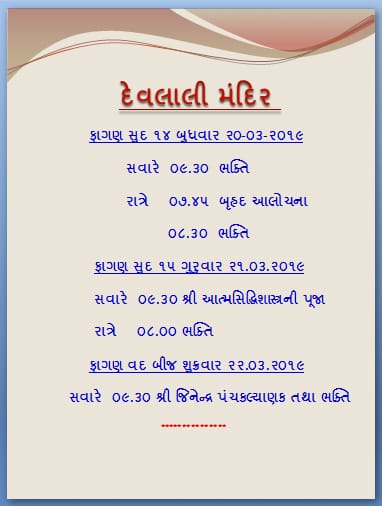 દેવલાલી મંદિર
ફાગણ સુદ ૧૪ બુધવાર ૨૦-૦૩-૨૦૧૯
સવારે ૦૯.૩૦ ભક્તિ
રાત્રે ૦૭.૪૫ બૃહદ આલોચના
૦૮.૩૦ ભક્તિ
ફાગણ સુદ ૧૫ ગુરુવાર ૨૧.૦૩.૨૦૧૯
સવારે ૦૯.૩૦ શ્રી આત્મસિદ્ધિશાસ્ત્રની પૂજા
રાત્રે ૦૮.૦૦ ભક્તિ
ફાગણ વદ બીજ શુક્રવાર ૨૨.૦૩.૨૦૧૯
સવારે ૦૯.૩૦ શ્રી જિનેન્દ્ર પંચકલ્યાણક તથા ભક્તિ